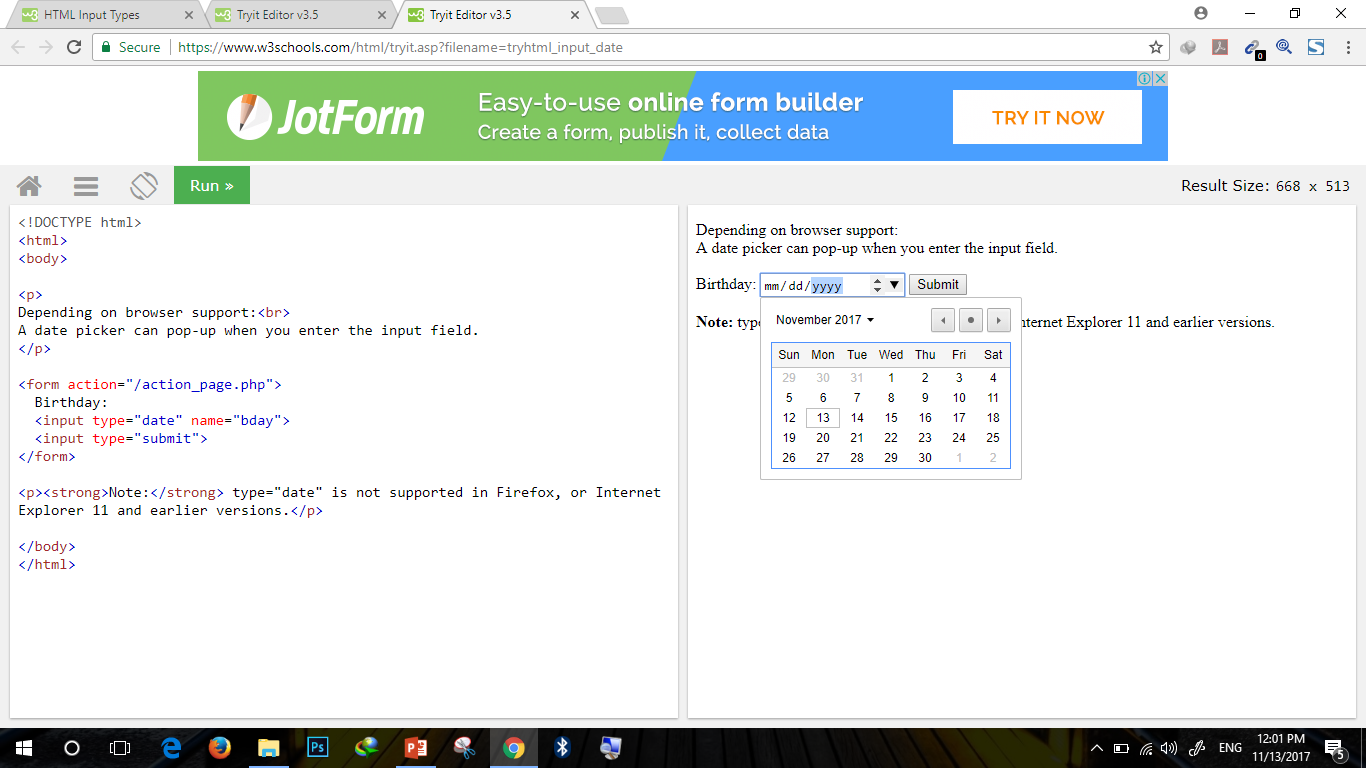 HTML Input Types
Tryit Editor v3.5
Tryit Editor v3.5
Secure
https://www.w3schools.com/html/tryit.asp?filename=tryhtml_input_date
0
JotForm
Easy-to-use online form builder
Create a form, publish it, collect data
TRY IT NOW
Run »
Result Size: 668 x 513
<!DOCTYPE html>
<html>
<body>
<p>
Depending on browser support:<br>
A date picker can pop-up when you enter the input field.
</p>
<form action="/action_page.php">
Birthday:
<input type="date" name="bday">
<input type="submit">
</form>
<p><strong>Note:</strong> type="date" is not supported in Firefox, or Internet
Explorer 11 and earlier versions.</p>
</body>
</html>
Depending on browser support:
A date picker can pop-up when you enter the input field.
Birthday: mm/dd/yyyy Submit
Note: nternet Explorer 11 and earlier versions.
November 2017
Sun Mon Tue Wed Thu Fri Sat
29 30 31 1 2 3 4
5 6 7 8 9 10 11
12 13 14 15 16 17 18
19 20 21 22 23 24 25
26 27 28 29 30 1 2
Ps
ENG
12:01 PM
11/13/2017
5